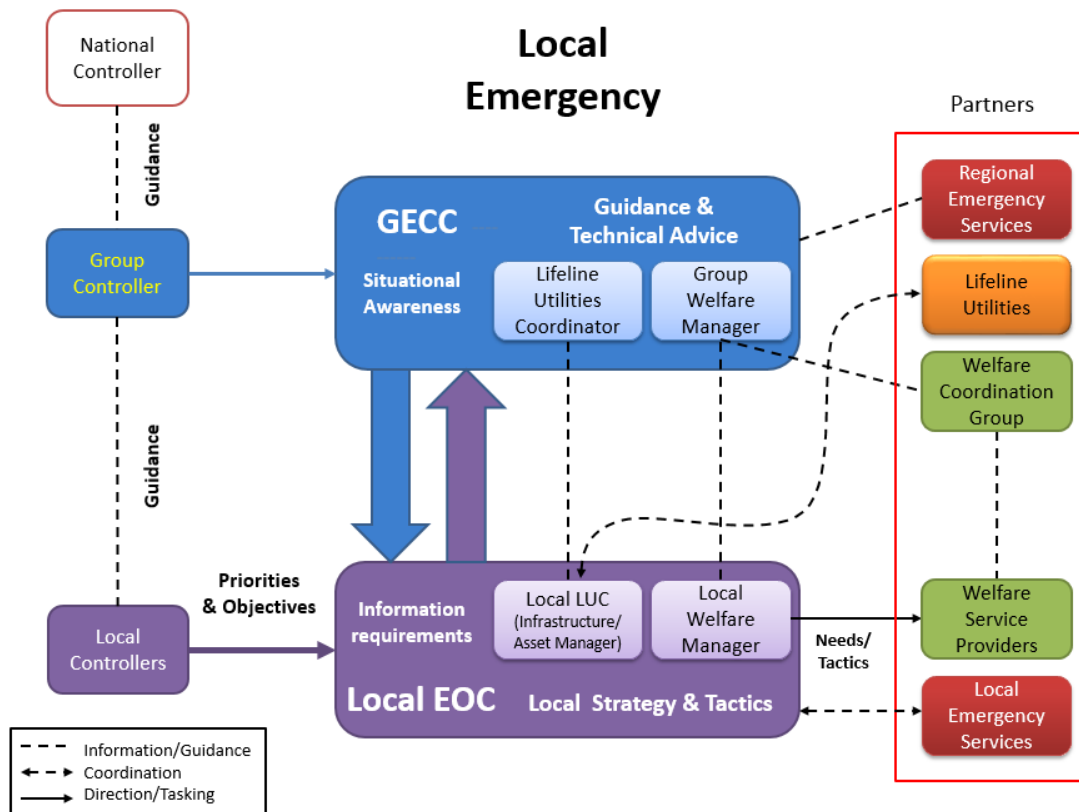 Local
Emergency
National
Controller
Guidance
Group
Controller
Guidance
Local
Controllers
Priorities
& Objectives
GECC
Guidance &
Technical Advice
Situational
Awareness
Lifeline
Utilities
Coordinator
Group
Welfare
Manager
Information
requirements
Local LUC
(Infrastructure/
Asset Manager)
Local
Welfare
Manager
Local EOC
Local Strategy & Tactics
Needs/
Tactics
Partners
Regional
Emergency
Services
Lifeline
Utilities
Welfare
Coordination
Group
Welfare
Service
Providers
Local
Emergency
Services
Information/Guidance
Coordination
Direction/Tasking